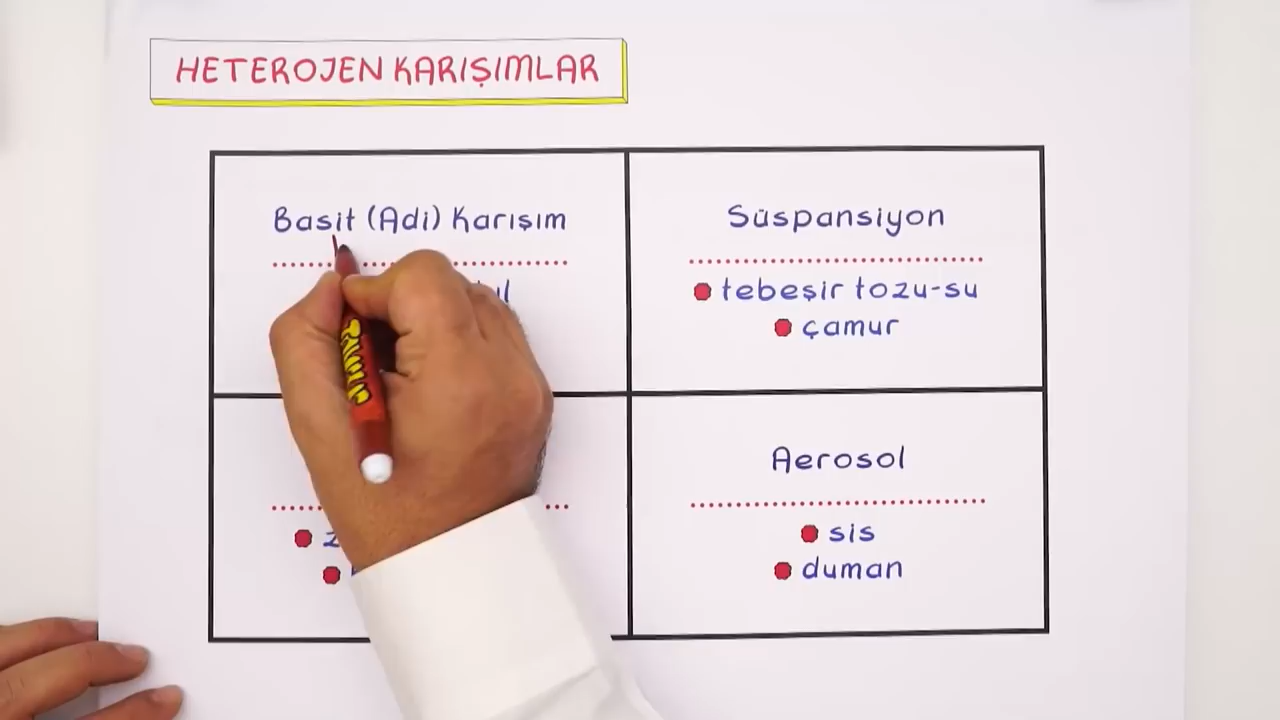 HETEROJEN KARIŞIMLAR
Basit (Adi) Karışım
Süspansiyon
tebeşir tozu-su
çamur
Aerosol
sis
duman